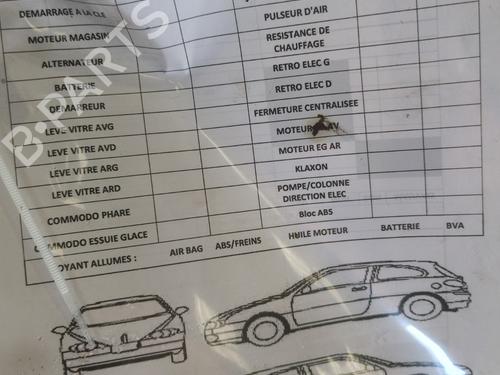 DEMARRAGE A LA CLE
PULSEUR D'AIR
MOTEUR MAGASIN
RESISTANCE DE
CHAUFFAGE
ALTERNATEUR
RETRO ELEC G
BATTERIE
RETRO ELEC D
DEMARREUR
FERMETURE CENTRALISEE
LEVE VITRE AVG
MOTEUR AV
LEVE VITRE AVD
MOTEUR EG AR
LEVE VITRE ARG
KLAXON
LEVE VITRE ARD
POMPE/COLONNE
DIRECTION ELEC
COMMODO PHARE
Bloc ABS
COMMODO ESSUIE GLACE
VOYANT ALLUMES :
AIR BAG
ABS/FREINS
HUILE MOTEUR
BATTERIE
BVA
B-PARTS